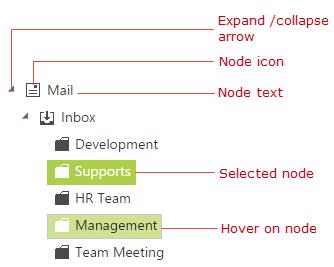 Expand /collapse
arrow
Node icon
Mail
Node text
Inbox
Development
Supports
Selected node
HR Team
Management
Hover on node
Team Meeting